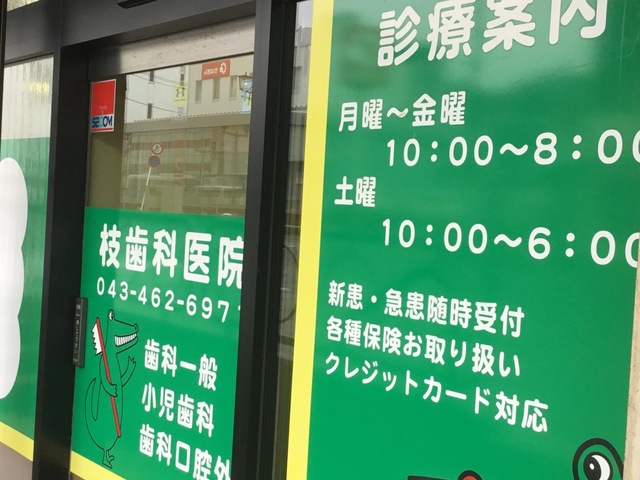 診療案内
月曜～金曜
10:00～8:00
土曜
10:00～6:00
新患・急患随時受付
各種保険お取り扱い
クレジットカード対応
SECOM
枝歯科医院
043-462-6971
歯科一般
小児歯科
歯科口腔外